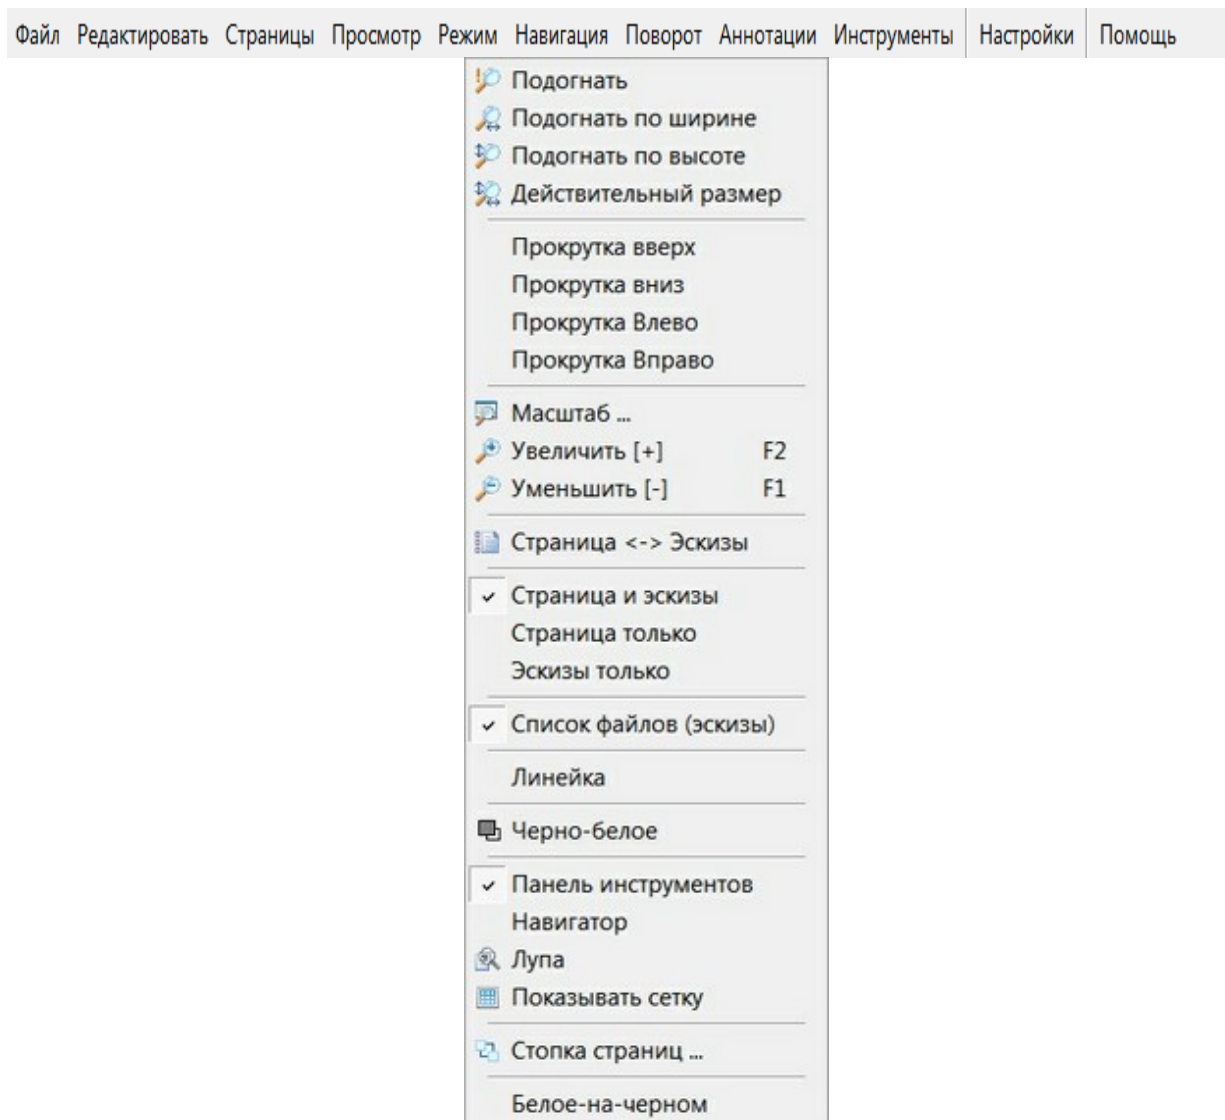 Файл Редактировать Страницы Просмотр Режим Навигация Поворот Аннотации Инструменты Настройки Помощь
Подогнать
Подогнать по ширине
Подогнать по высоте
Действительный размер
Прокрутка вверх
Прокрутка вниз
Прокрутка Влево
Прокрутка Вправо
Масштаб ...
Увеличить [+] F2
Уменьшить [-] F1
Страница <-> Эскизы
Страница и эскизы
Страница только
Эскизы только
Список файлов (эскизы)
Линейка
Черно-белое
Панель инструментов
Навигатор
Лупа
Показывать сетку
Стопка страниц ...
Белое-на-черном